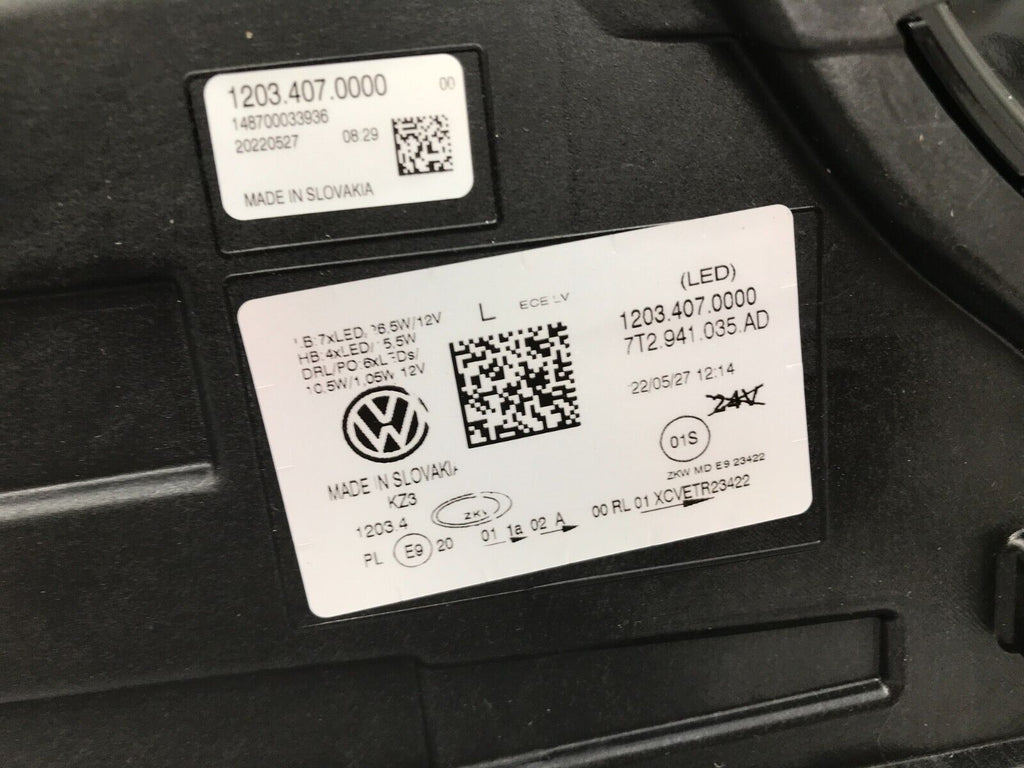 1203.407.0000 00
148700033936
20220527 08:29
MADE IN SLOVAKIA
(LED)
L ECE LV
1203.407.0000
7T2.941.035.AD
HB:4xLED/
12V
22/05/27 12:14
24V
01S
MADE IN SLOVAKIA
KZ3
ZKW MD E9 23422
1203.4
PL E9 20 01 1a 02 A 00 RL 01 XCVETR23422